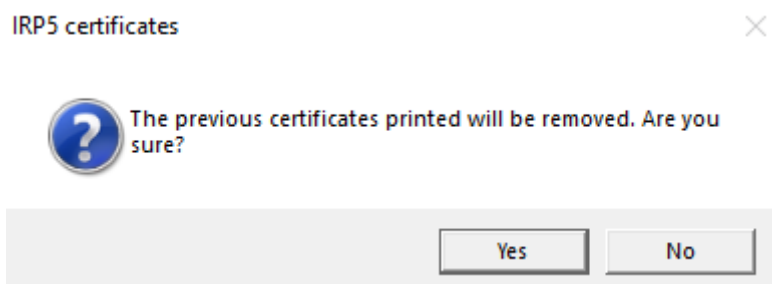 IRP5 certificates
The previous certificates printed will be removed. Are you
sure?
Yes
No